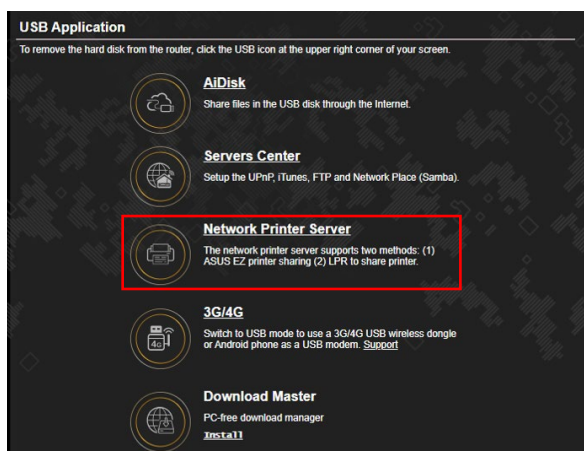 USB Application
To remove the hard disk from the router, click the USB icon at the upper right corner of your screen.
AiDisk
Share files in the USB disk through the Internet.
Servers Center
Setup the UPnP, iTunes, FTP and Network Place (Samba).
Network Printer Server
The network printer server supports two methods: (1)
ASUS EZ printer sharing (2) LPR to share printer.
3G/4G
4G
Switch to USB mode to use a 3G/4G USB wireless dongle
or Android phone as a USB modem. Support
Download Master
PC-free download manager
Install